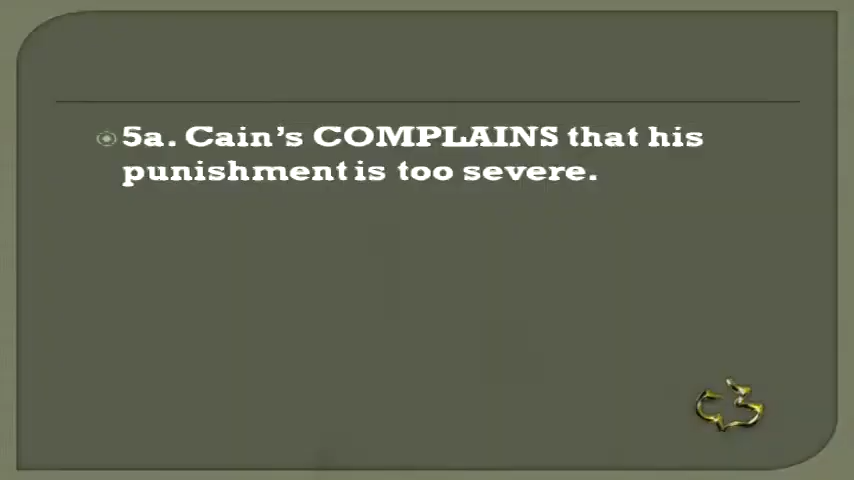 5a. Cain’s COMPLAINS that his
punishment is too severe.